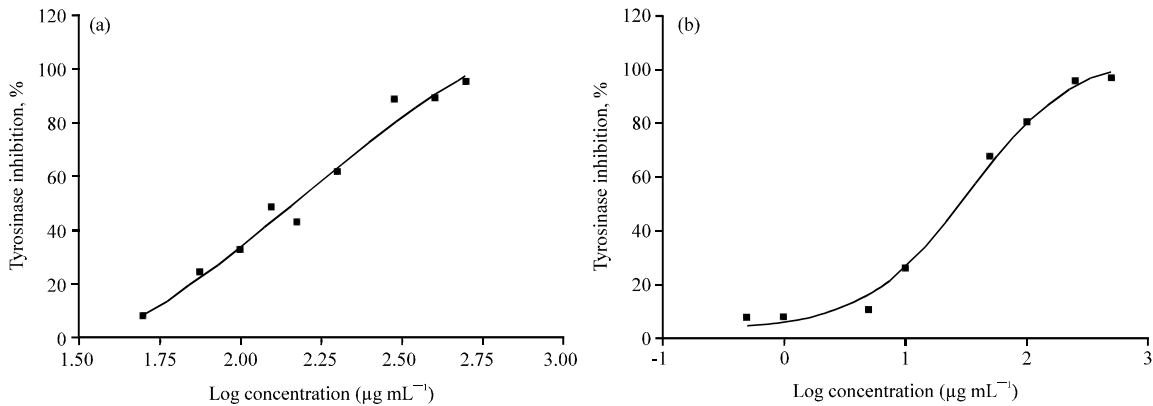 (a)
120
100
80
60
40
20
0
Tyrosinase inhibition, %
1.50 1.75 2.00 2.25 2.50 2.75 3.00
Log concentration (µg mL⁻¹)
(b)
120
100
80
60
40
20
0
Tyrosinase inhibition, %
-1 0 1 2 3
Log concentration (µg mL⁻¹)